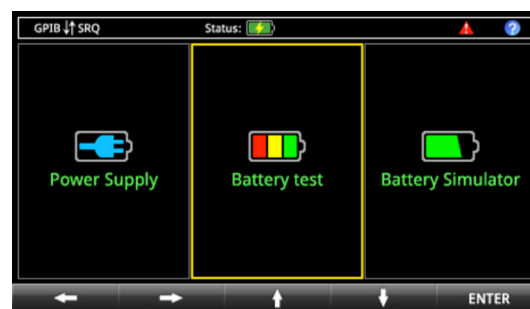 GPIB ↓↑ SRQ Status:
Power Supply
Battery test
Battery Simulator
ENTER